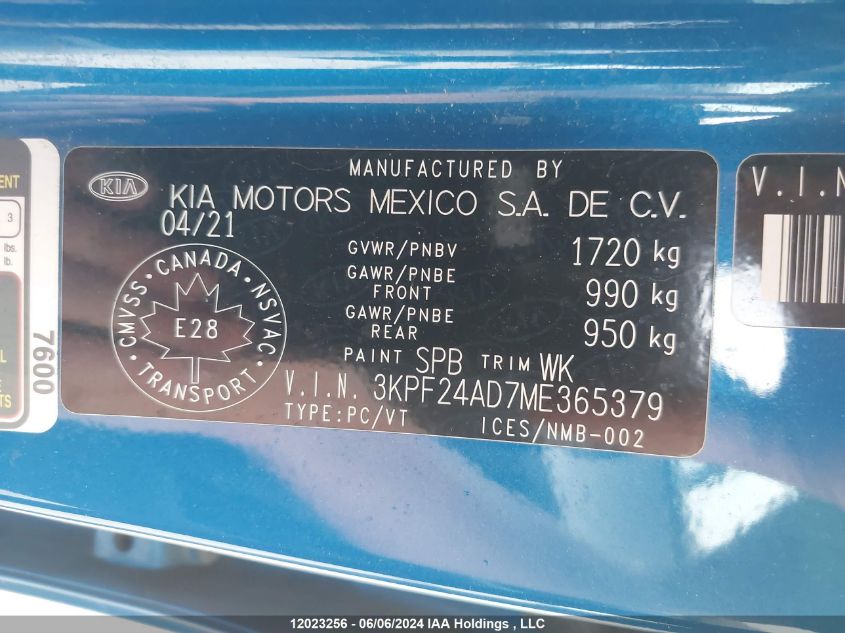 MANUFACTURED BY
KIA
KIA MOTORS MEXICO S.A. DE C.V.
04/21
GVWR/PNBV 1720 kg
GAWR/PNBE
FRONT 990 kg
GAWR/PNBE
REAR 950 kg
PAINT SPB TRIM WK
V.I.N. 3KPF24AD7ME365379
TYPE:PC/VT ICES/NMB-002
CMVSS · CANADA · NSVAC
E28
TRANSPORT
3
lbs.
lb.
7600
V.I.N
12023256 - 06/06/2024 IAA Holdings, LLC